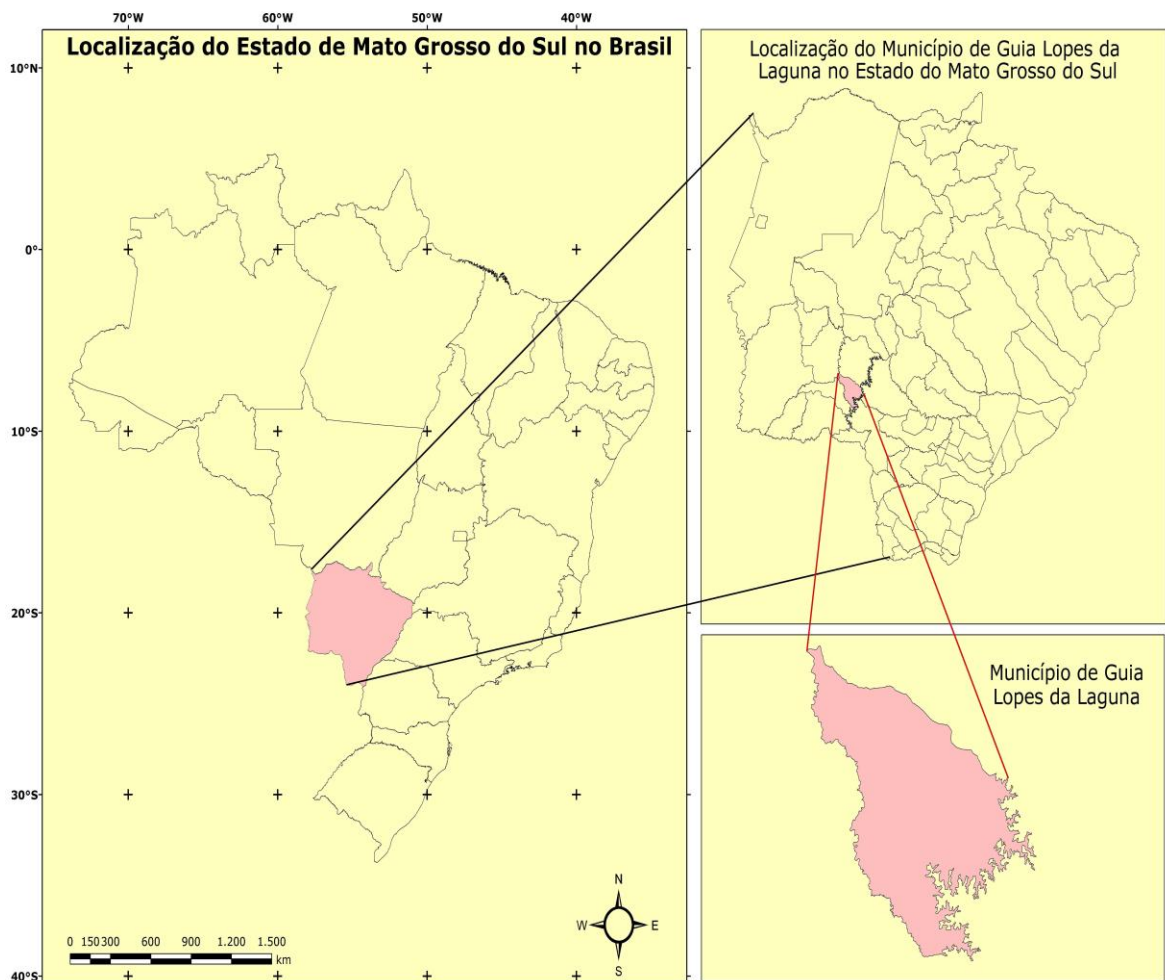 70°W 60°W 50°W 40°W
Localização do Estado de Mato Grosso do Sul no Brasil
10°N
0°
10°S
20°S
30°S
40°S
N
W E
S
0 150 300 600 900 1.200 1.500
km
Localização do Município de Guia Lopes da
Laguna no Estado do Mato Grosso do Sul
Município de Guia
Lopes da Laguna